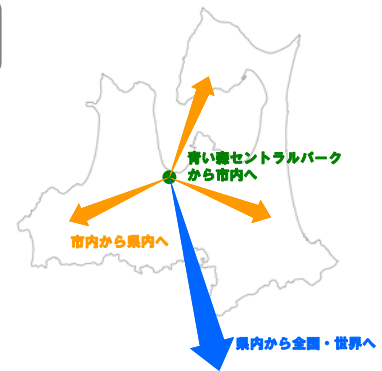 青い森セントラルパーク
から市内へ
市内から県内へ
県内から全国・世界へ